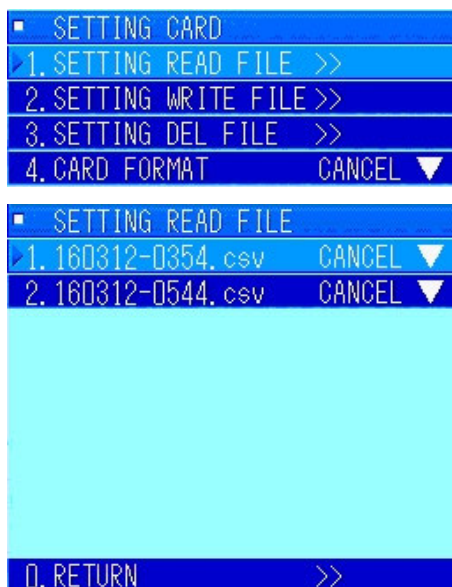 SETTING CARD
1.SETTING READ FILE >>
2.SETTING WRITE FILE>>
3.SETTING DEL FILE >>
4.CARD FORMAT CANCEL
SETTING READ FILE
1.160312-0354.csv CANCEL
2.160312-0544.csv CANCEL
0.RETURN >>